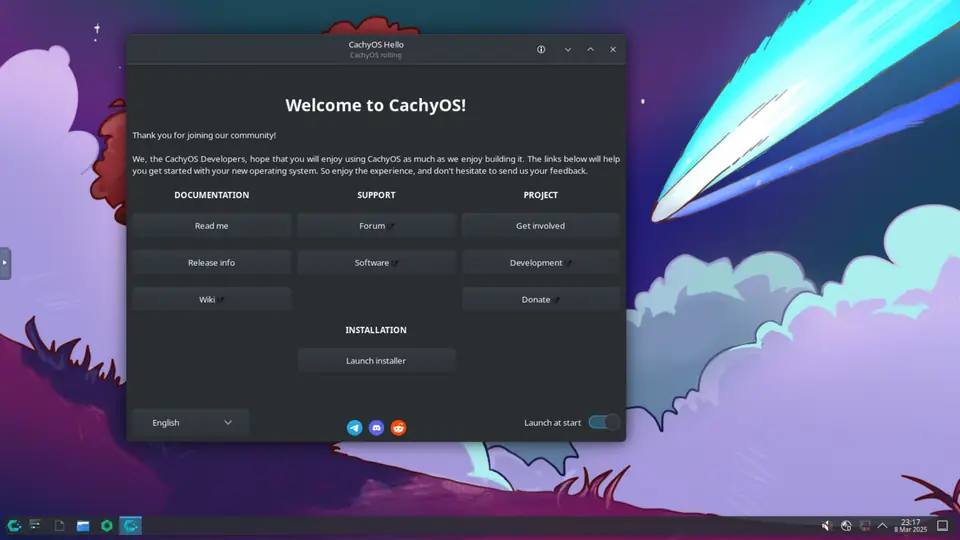 CachyOS Hello
CachyOS rolling
Welcome to CachyOS!
Thank you for joining our community!
We, the CachyOS Developers, hope that you will enjoy using CachyOS as much as we enjoy building it. The links below will help
you get started with your new operating system. So enjoy the experience, and don't hesitate to send us your feedback.
DOCUMENTATION
SUPPORT
PROJECT
Read me
Forum
Get involved
Release info
Software
Development
Wiki
Donate
INSTALLATION
Launch installer
English
Launch at start
23:17
8 Mar 2025